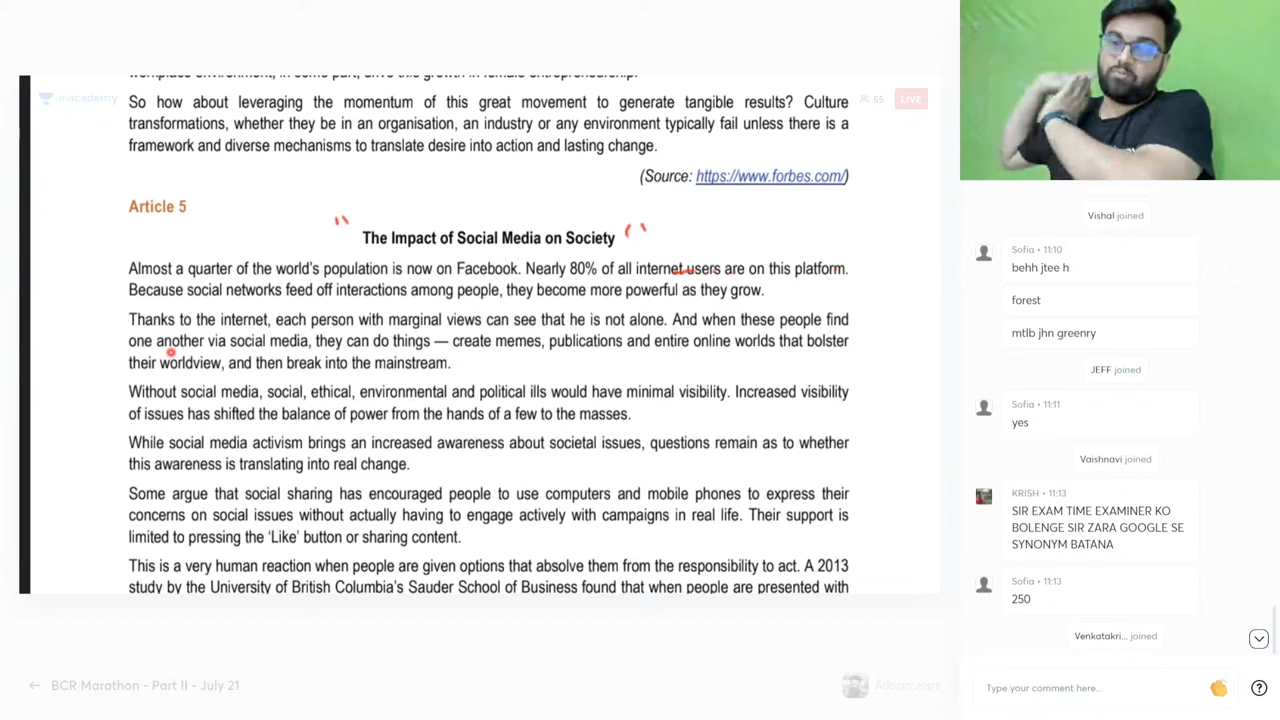 workplace environment, in some part, drive this growth in female entrepreneurship.
unacademy
55
LIVE
So how about leveraging the momentum of this great movement to generate tangible results? Culture
transformations, whether they be in an organisation, an industry or any environment typically fail unless there is a
framework and diverse mechanisms to translate desire into action and lasting change.
(Source: https://www.forbes.com/)
Article 5
" The Impact of Social Media on Society "
Almost a quarter of the world's population is now on Facebook. Nearly 80% of all internet users are on this platform.
Because social networks feed off interactions among people, they become more powerful as they grow.
Thanks to the internet, each person with marginal views can see that he is not alone. And when these people find
one another via social media, they can do things — create memes, publications and entire online worlds that bolster
their worldview, and then break into the mainstream.
Without social media, social, ethical, environmental and political ills would have minimal visibility. Increased visibility
of issues has shifted the balance of power from the hands of a few to the masses.
While social media activism brings an increased awareness about societal issues, questions remain as to whether
this awareness is translating into real change.
Some argue that social sharing has encouraged people to use computers and mobile phones to express their
concerns on social issues without actually having to engage actively with campaigns in real life. Their support is
limited to pressing the 'Like' button or sharing content.
This is a very human reaction when people are given options that absolve them from the responsibility to act. A 2013
study by the University of British Columbia's Sauder School of Business found that when people are presented with
BCR Marathon - Part II - July 21
Vishal joined
Sofia • 11:10
behh jtee h
forest
mtlb jhn greenry
JEFF joined
Sofia • 11:11
yes
Vaishnavi joined
KRISH • 11:13
SIR EXAM TIME EXAMINER KO
BOLENGE SIR ZARA GOOGLE SE
SYNONYM BATANA
Sofia • 11:13
250
Venkatakri... joined
Type your comment here...